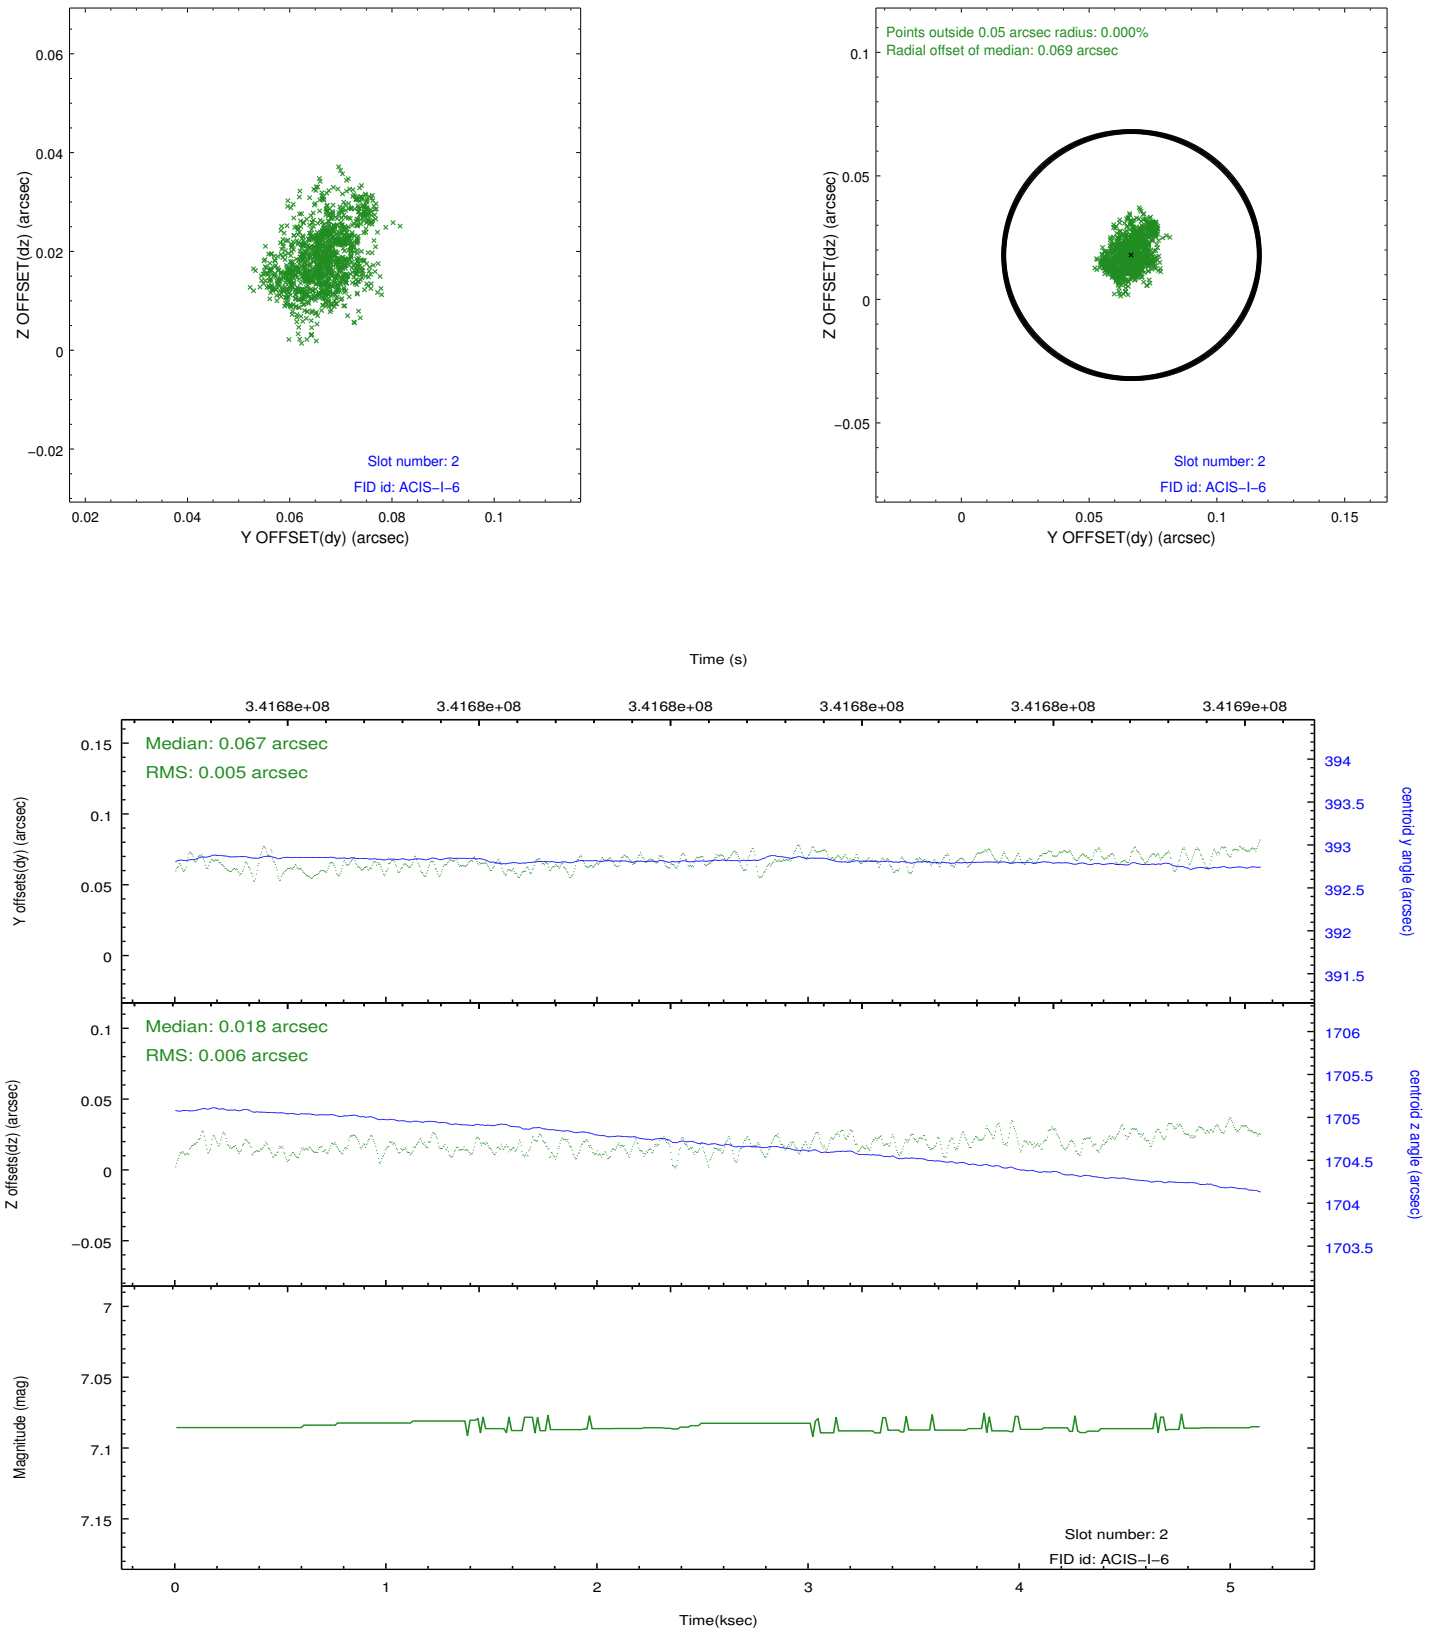 0.06
0.04
0.02
0
−0.02
Z OFFSET(dz) (arcsec)
Slot number: 2
FID id: ACIS−I−6
0.02 0.04 0.06 0.08 0.1
Y OFFSET(dy) (arcsec)
Points outside 0.05 arcsec radius: 0.000%
Radial offset of median: 0.069 arcsec
0.1
0.05
0
−0.05
Z OFFSET(dz) (arcsec)
Slot number: 2
FID id: ACIS−I−6
0 0.05 0.1 0.15
Y OFFSET(dy) (arcsec)
Time (s)
3.4168e+08 3.4168e+08 3.4168e+08 3.4168e+08 3.4168e+08 3.4169e+08
Median: 0.067 arcsec
RMS: 0.005 arcsec
0.15
0.1
0.05
0
Y offsets(dy) (arcsec)
394
393.5
393
392.5
392
391.5
centroid y angle (arcsec)
Median: 0.018 arcsec
RMS: 0.006 arcsec
0.1
0.05
0
−0.05
Z offsets(dz) (arcsec)
1706
1705.5
1705
1704.5
1704
1703.5
centroid z angle (arcsec)
7
7.05
7.1
7.15
Magnitude (mag)
Slot number: 2
FID id: ACIS−I−6
0 1 2 3 4 5
Time(ksec)